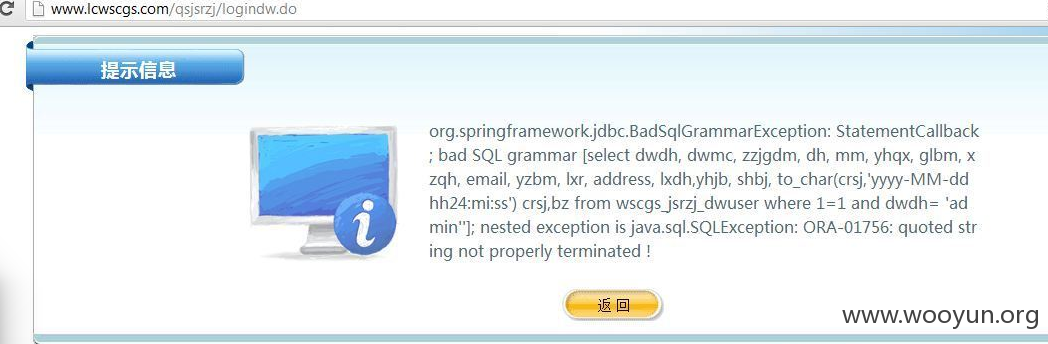 www.lcwscgs.com/qsjsrzj/logindw.do
提示信息
org.springframework.jdbc.BadSqlGrammarException: StatementCallback
; bad SQL grammar [select dwdh, dwmc, zzjgdm, dh, mm, yhqx, glbm, x
zqh, email, yzbm, lxr, address, lxdh,yhjb, shbj, to_char(crsj,'yyyy-MM-dd
hh24:mi:ss') crsj,bz from wscgs_jsrzj_dwuser where 1=1 and dwdh= 'ad
min'']; nested exception is java.sql.SQLException: ORA-01756: quoted str
ing not properly terminated !
返 回
www.wooyun.org